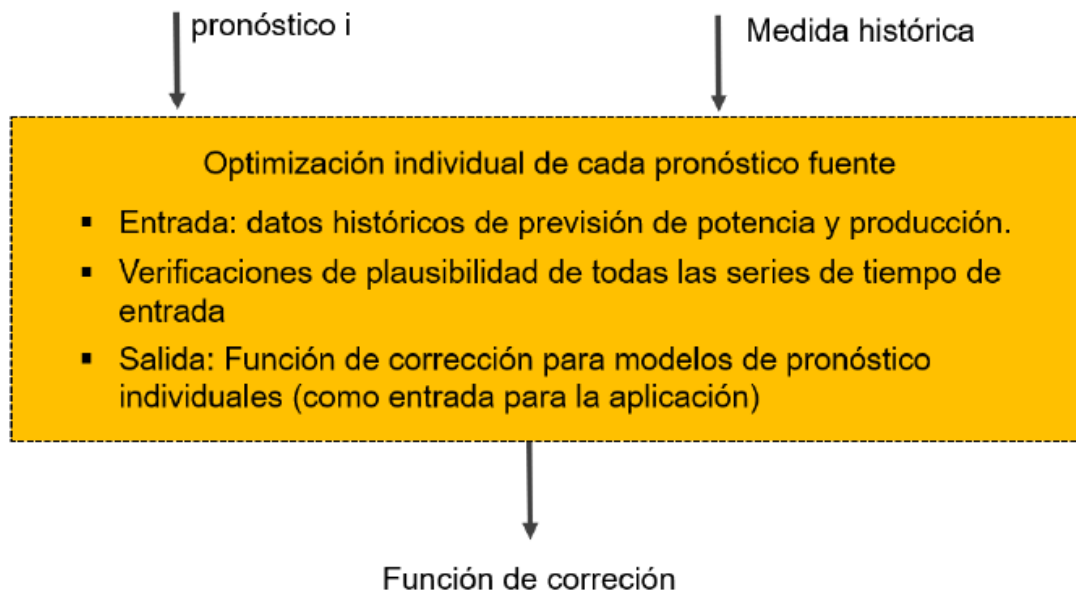 pronóstico i
Medida histórica
Optimización individual de cada pronóstico fuente
▪ Entrada: datos históricos de previsión de potencia y producción.
▪ Verificaciones de plausibilidad de todas las series de tiempo de
entrada
▪ Salida: Función de corrección para modelos de pronóstico
individuales (como entrada para la aplicación)
Función de correción